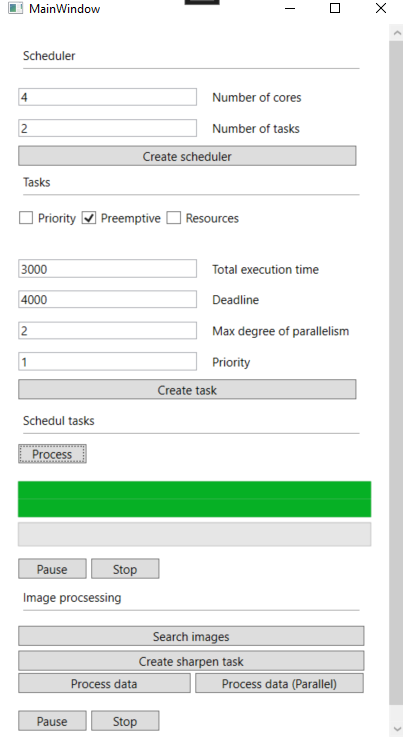 MainWindow
Scheduler
4 Number of cores
2 Number of tasks
Create scheduler
Tasks
Priority Preemptive Resources
3000 Total execution time
4000 Deadline
2 Max degree of parallelism
1 Priority
Create task
Schedul tasks
Process
Pause Stop
Image procsessing
Search images
Create sharpen task
Process data Process data (Parallel)
Pause Stop